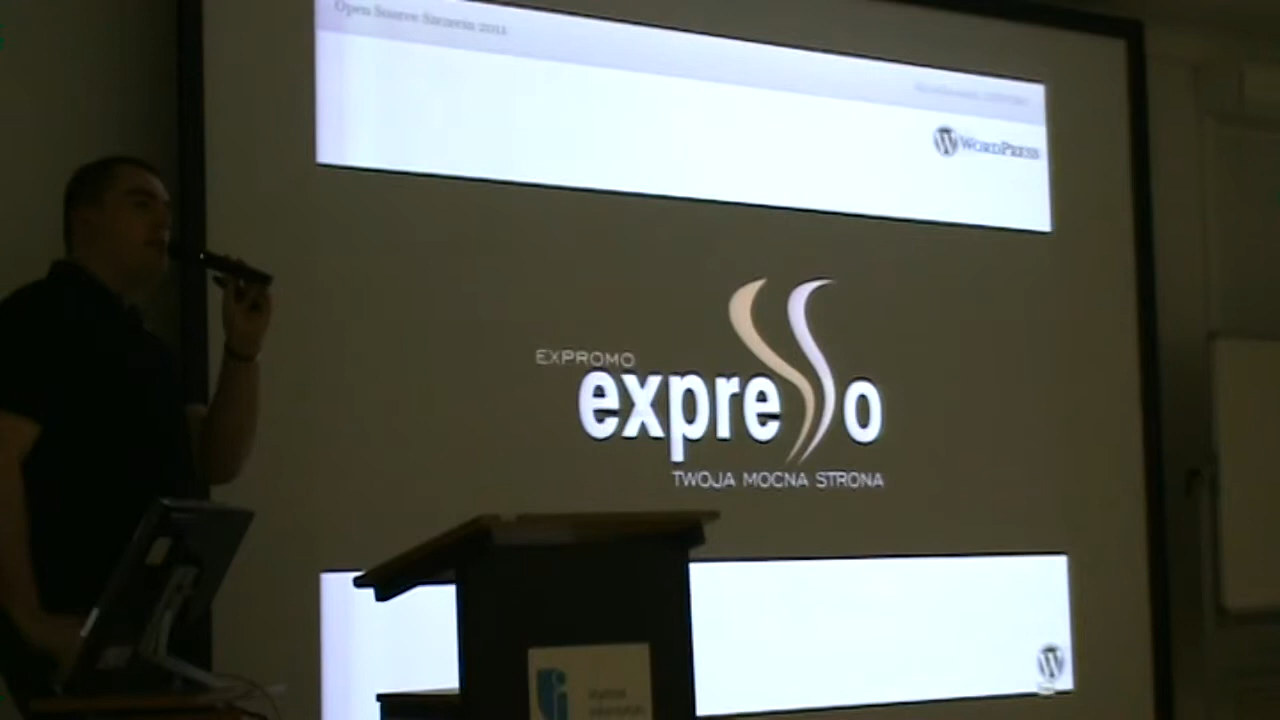 Open Source Szczecin 2011
WORDPRESS
EXPROMO
expresso
TWOJA MOCNA STRONA